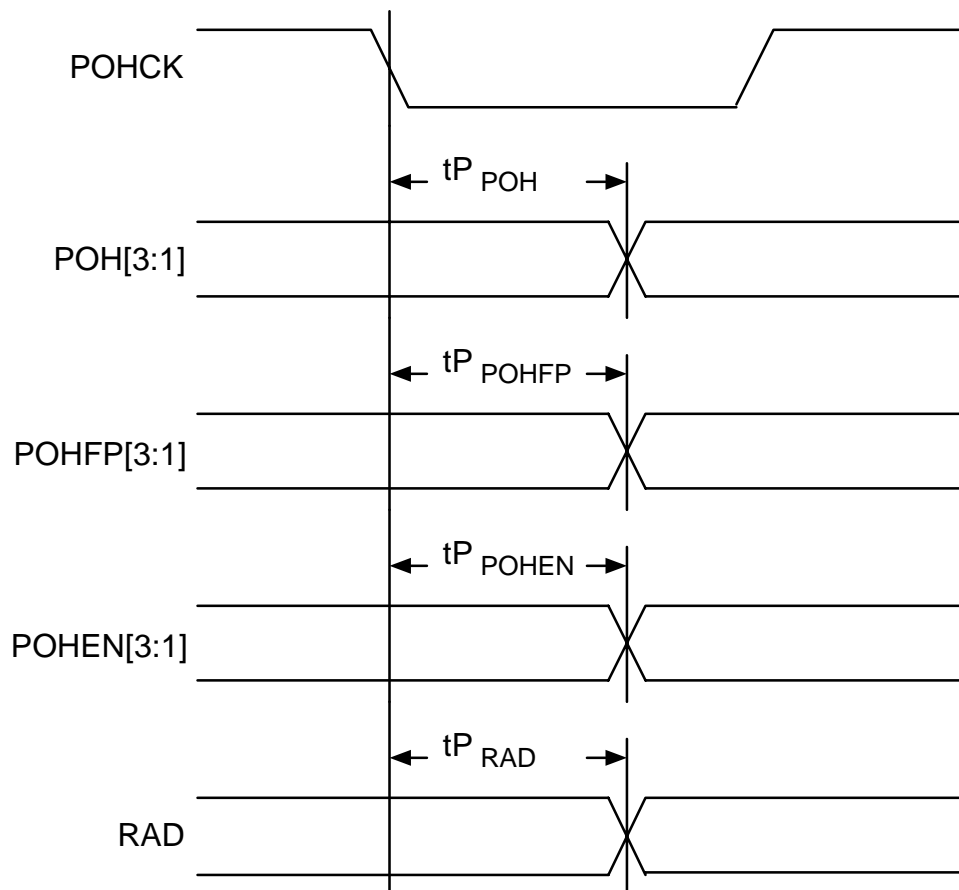 POHCK
tP POH
POH[3:1]
tP POHFP
POHFP[3:1]
tP POHEN
POHEN[3:1]
tP RAD
RAD